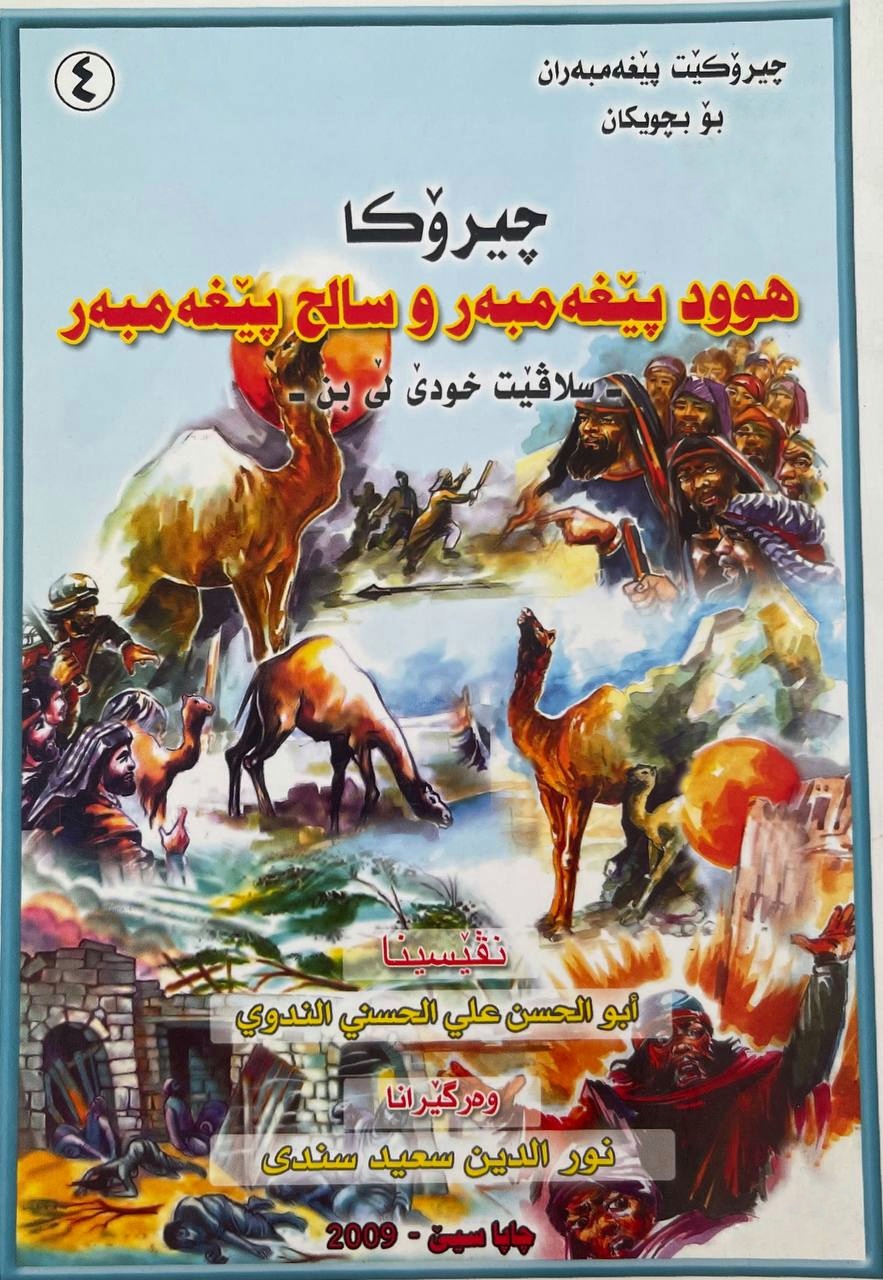 ٤
چیرۆکێت پێغەمبەران
بۆ بچویکان
چیرۆکا
هوود پێغەمبەر و سالح پێغەمبەر
- سلاڤێت خودێ لێ بن -
نڤێسینا
أبو الحسن علي الحسني الندوي
وەرگێرانا
نور الدين سعيد سندى
چاپا سیێ - 2009